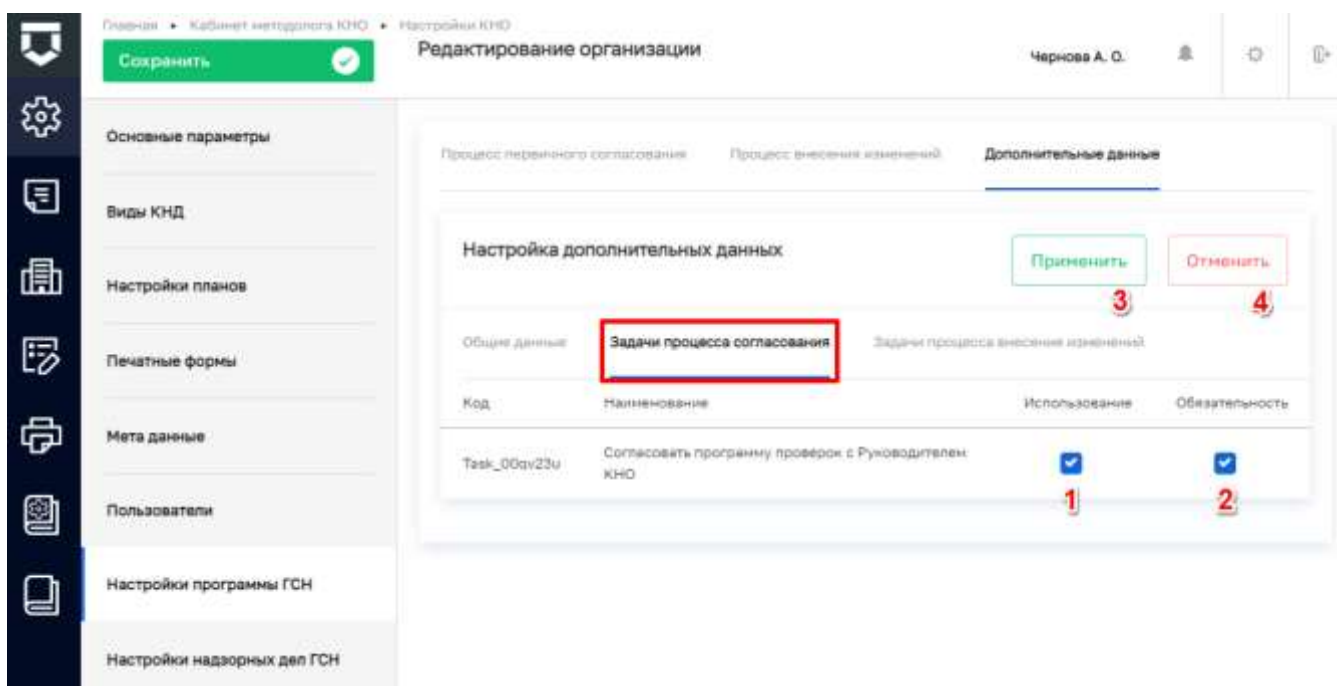 Главная • Кабинет методолога КНО • Настройки КНО
Сохранить
Редактирование организации
Чернова А. О.
Основные параметры
Виды КНД
Настройки планов
Печатные формы
Мета данные
Пользователи
Настройки программы ГСН
Настройки надзорных дел ГСН
Процесс первичного согласования
Процесс внесения изменений
Дополнительные данные
Настройка дополнительных данных
Применить
Отменить
3
4
Общие данные
Задачи процесса согласования
Задачи процесса внесения изменений
Код
Наименование
Использование
Обязательность
Task_00qv23u
Согласовать программу проверок с Руководителем
КНО
1
2